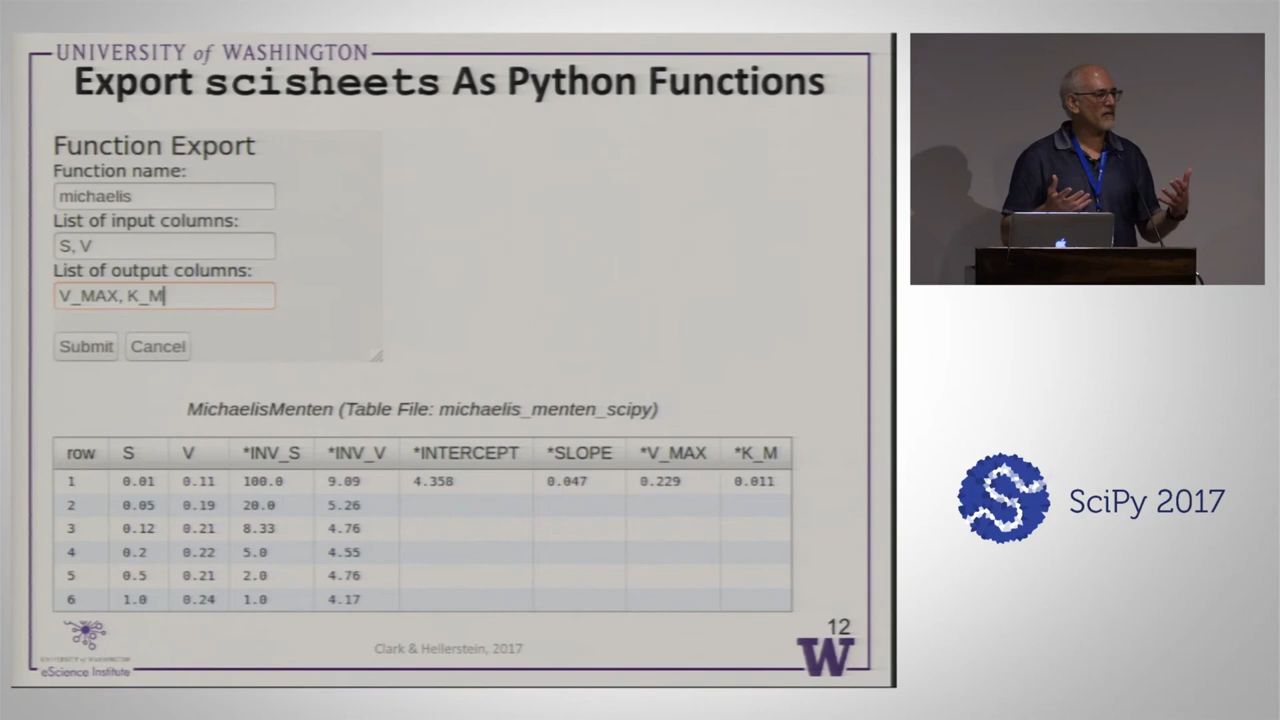 UNIVERSITY of WASHINGTON
Export scisheets As Python Functions
Function Export
Function name:
michaelis
List of input columns:
S, V
List of output columns:
V_MAX, K_M
Submit Cancel
MichaelisMenten (Table File: michaelis_menten_scipy)
row S V *INV_S *INV_V *INTERCEPT *SLOPE *V_MAX *K_M
1 0.01 0.11 100.0 9.09 4.358 0.047 0.229 0.011
2 0.05 0.19 20.0 5.26
3 0.12 0.21 8.33 4.76
4 0.2 0.22 5.0 4.55
5 0.5 0.21 2.0 4.76
6 1.0 0.24 1.0 4.17
12
UNIVERSITY of WASHINGTON
eScience Institute
Clark & Hellerstein, 2017
W
S SciPy 2017